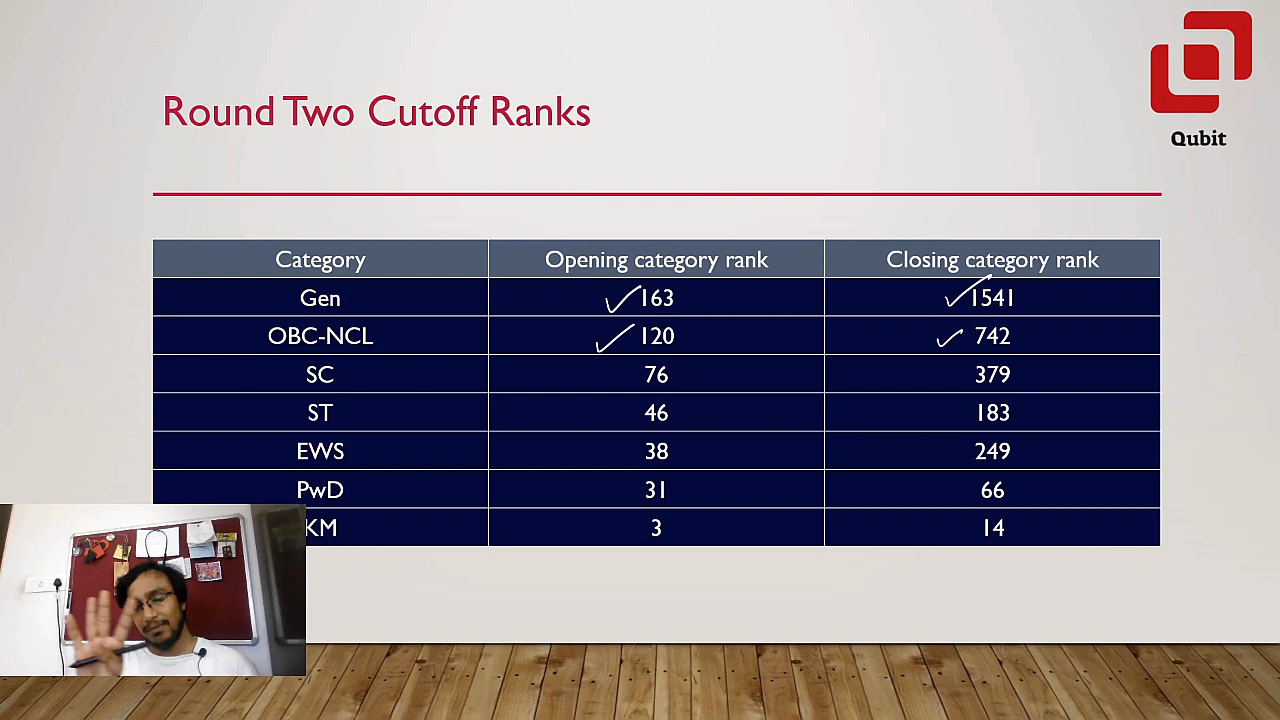 Qubit
Round Two Cutoff Ranks
Category Opening category rank Closing category rank
Gen 163 1541
OBC-NCL 120 742
SC 76 379
ST 46 183
EWS 38 249
PwD 31 66
KM 3 14